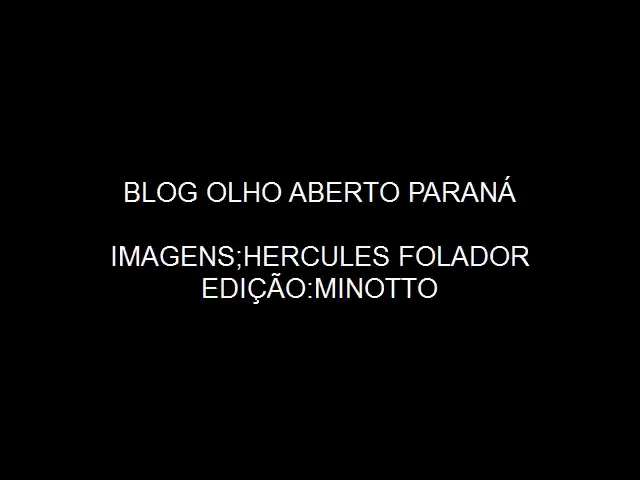 BLOG OLHO ABERTO PARANÁ
IMAGENS;HERCULES FOLADOR
EDIÇÃO:MINOTTO